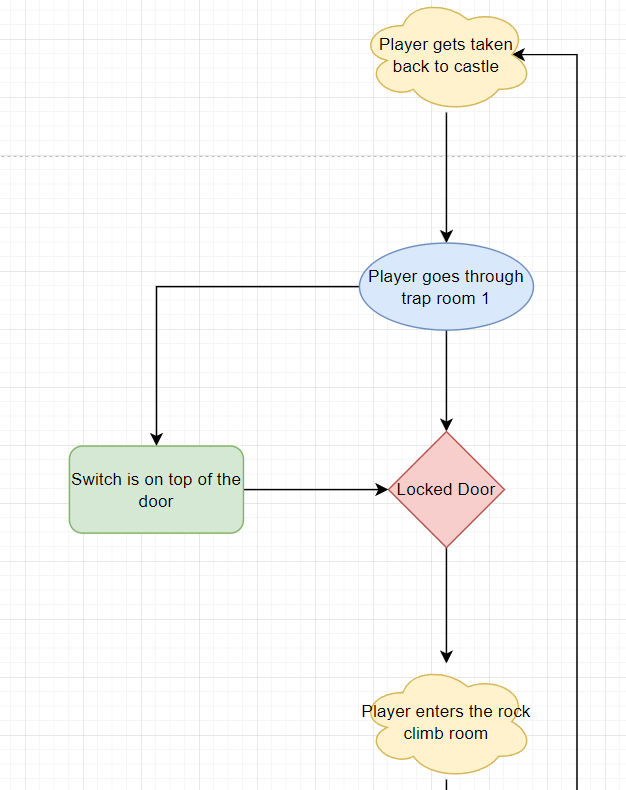 Player gets taken
back to castle
Player goes through
trap room 1
Switch is on top of the
door
Locked Door
Player enters the rock
climb room